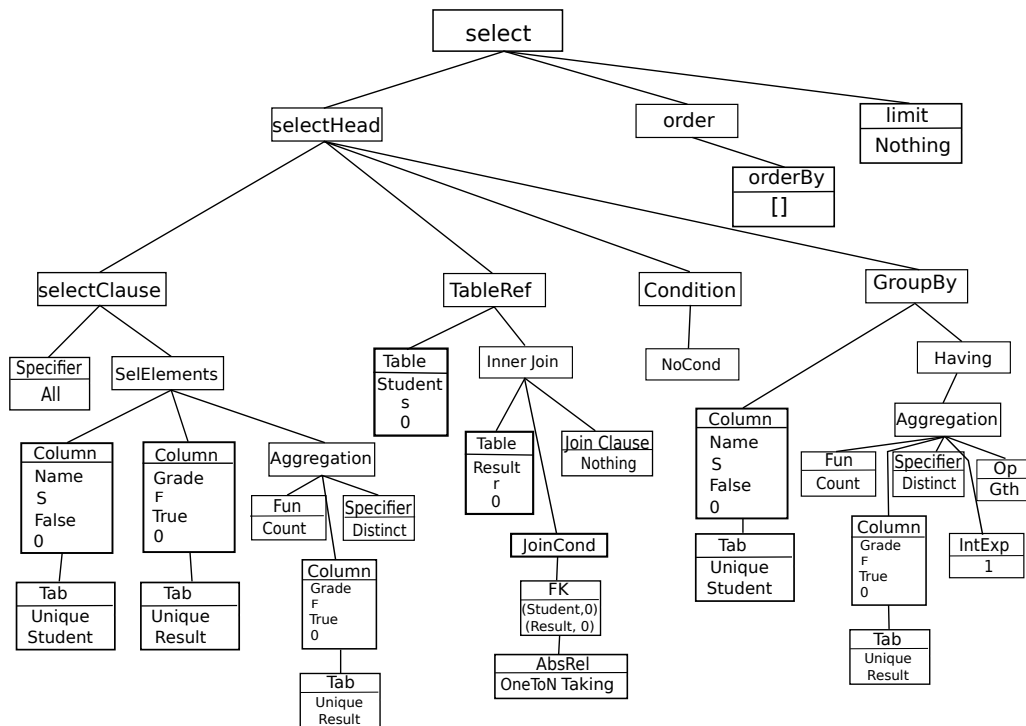 select
selectHead
order
limit
Nothing
orderBy
[]
selectClause
TableRef
Condition
GroupBy
Specifier
All
SelElements
Table
Student
s
0
Inner Join
NoCond
Having
Column
Name
S
False
0
Column
Grade
F
True
0
Aggregation
Table
Result
r
0
Join Clause
Nothing
Column
Name
S
False
0
Aggregation
Fun
Count
Specifier
Distinct
Fun
Count
Specifier
Distinct
Op
Gth
Column
Grade
F
True
0
JoinCond
Column
Grade
F
True
0
IntExp
1
Tab
Unique
Student
Tab
Unique
Result
FK
(Student,0)
(Result, 0)
Tab
Unique
Student
Tab
Unique
Result
AbsRel
OneToN Taking
Tab
Unique
Result